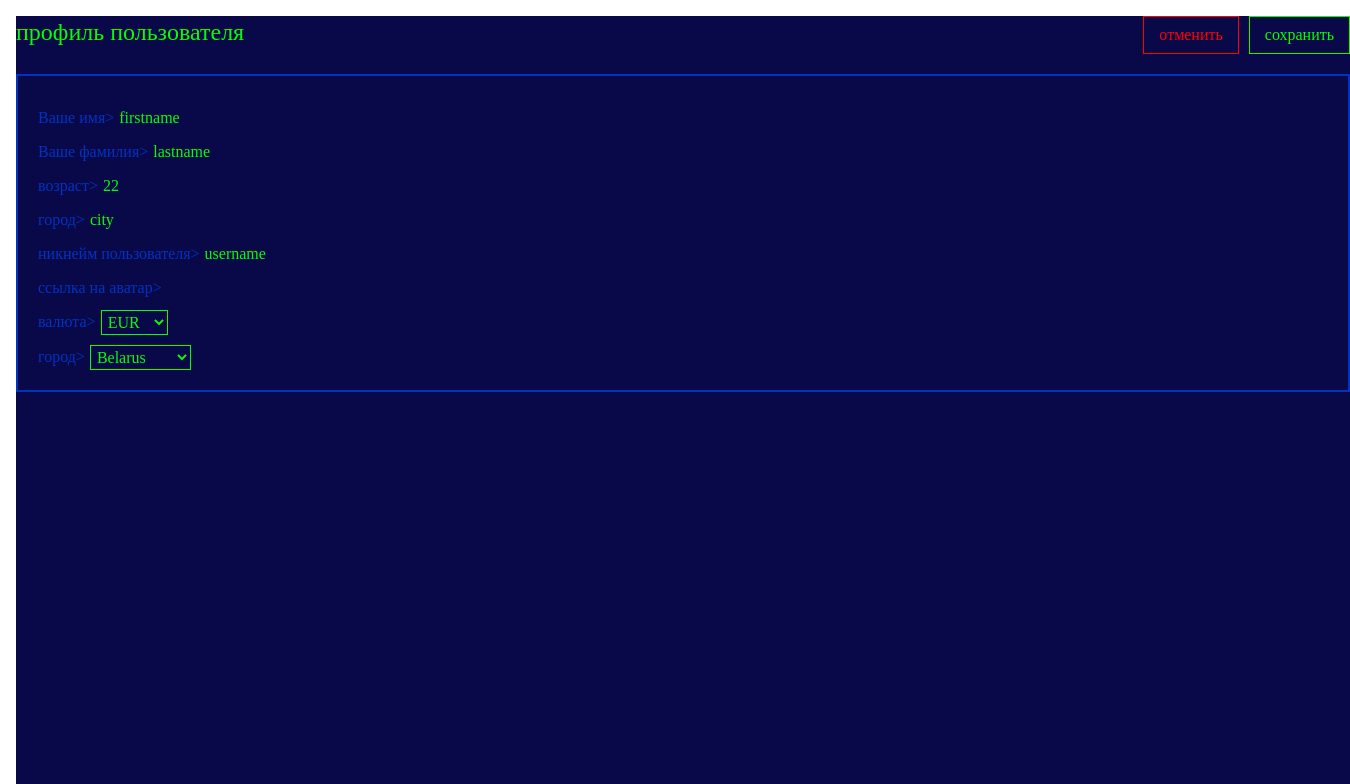 профиль пользователя
отменить
сохранить
Ваше имя> firstname
Ваше фамилия> lastname
возраст> 22
город> city
никнейм пользователя> username
ссылка на аватар>
валюта> EUR
город> Belarus